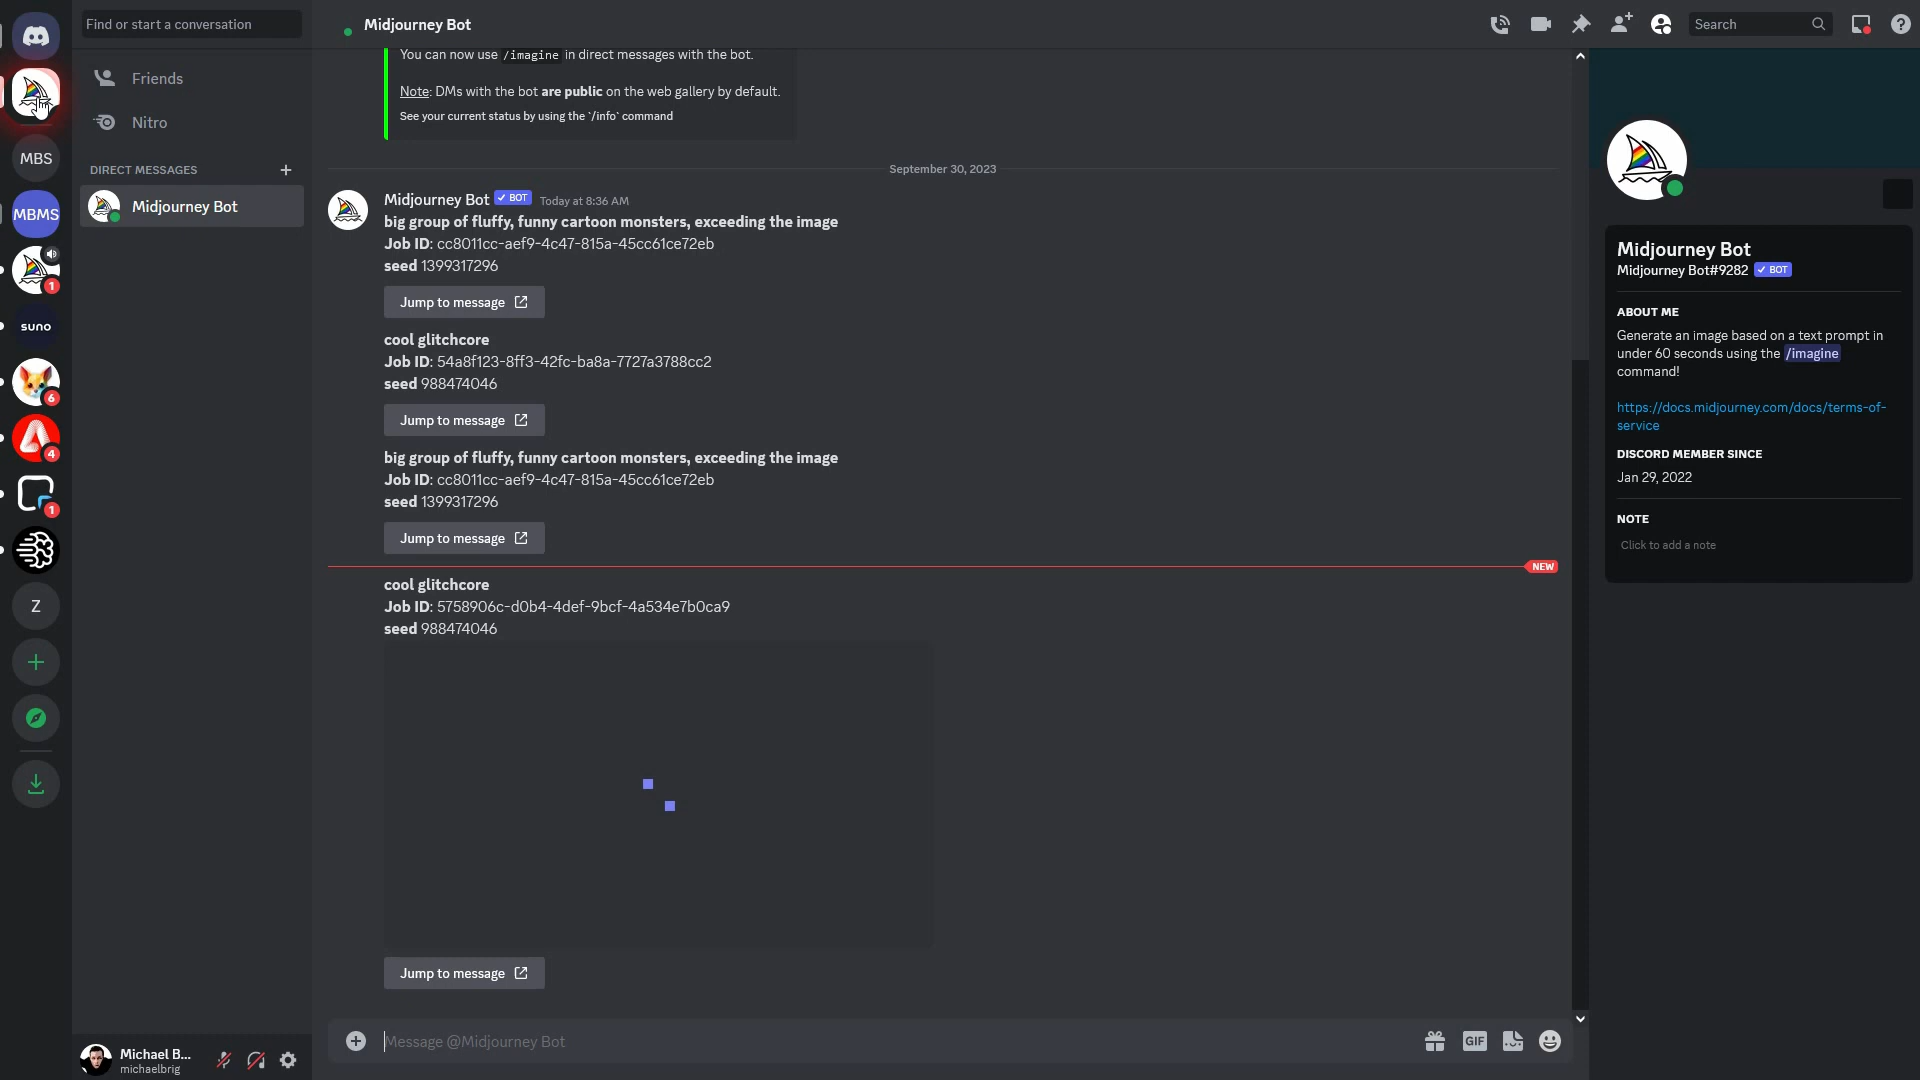 Find or start a conversation
Midjourney Bot
Search
MBS
MBMS
1
suno
6
4
1
Z
Friends
Nitro
DIRECT MESSAGES
Midjourney Bot
You can now use /imagine in direct messages with the bot.
Note: DMs with the bot are public on the web gallery by default.
See your current status by using the `/info` command
September 30, 2023
Midjourney Bot BOT Today at 8:36 AM
big group of fluffy, funny cartoon monsters, exceeding the image
Job ID: cc8011cc-aef9-4c47-815a-45cc61ce72eb
seed 1399317296
Jump to message
cool glitchcore
Job ID: 54a8f123-8ff3-42fc-ba8a-7727a3788cc2
seed 988474046
Jump to message
big group of fluffy, funny cartoon monsters, exceeding the image
Job ID: cc8011cc-aef9-4c47-815a-45cc61ce72eb
seed 1399317296
Jump to message
NEW
cool glitchcore
Job ID: 5758906c-d0b4-4def-9bcf-4a534e7b0ca9
seed 988474046
Jump to message
Message @Midjourney Bot
GIF
Michael B...
michaelbrig
Midjourney Bot
Midjourney Bot#9282 BOT
ABOUT ME
Generate an image based on a text prompt in
under 60 seconds using the /imagine
command!
https://docs.midjourney.com/docs/terms-of-
service
DISCORD MEMBER SINCE
Jan 29, 2022
NOTE
Click to add a note